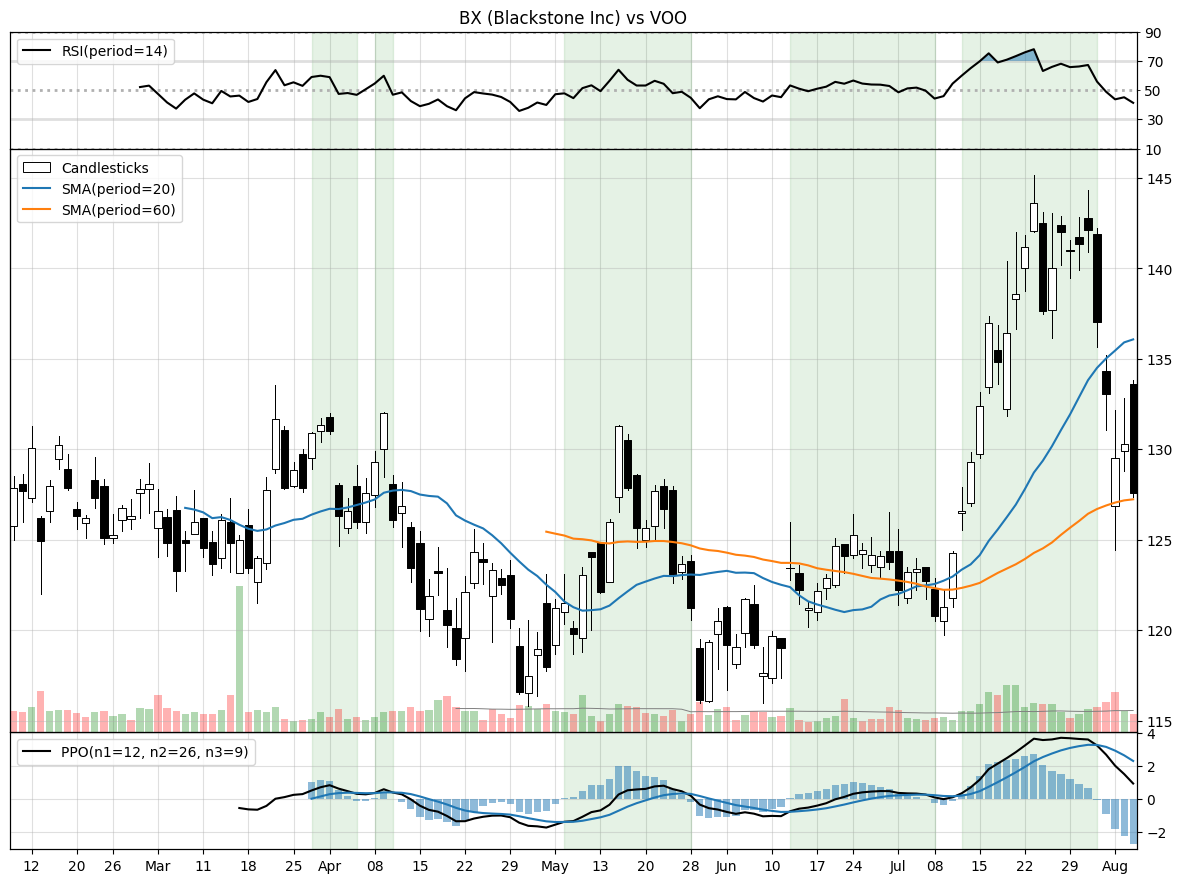 BX (Blackstone Inc) vs VOO
RSI(period=14)
90
70
50
30
10
Candlesticks
SMA(period=20)
SMA(period=60)
145
140
135
130
125
120
115
PPO(n1=12, n2=26, n3=9)
4
2
0
−2
12 20 26 Mar 11 18 25 Apr 08 15 22 29 May 13 20 28 Jun 10 17 24 Jul 08 15 22 29 Aug